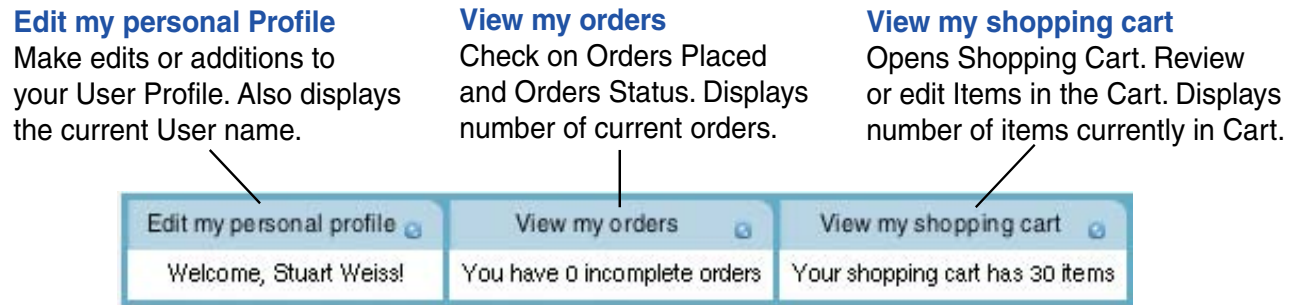 Edit my personal Profile
Make edits or additions to
your User Profile. Also displays
the current User name.
View my orders
Check on Orders Placed
and Orders Status. Displays
number of current orders.
View my shopping cart
Opens Shopping Cart. Review
or edit Items in the Cart. Displays
number of items currently in Cart.
Edit my personal profile
Welcome, Stuart Weiss!
View my orders
You have 0 incomplete orders
View my shopping cart
Your shopping cart has 30 items